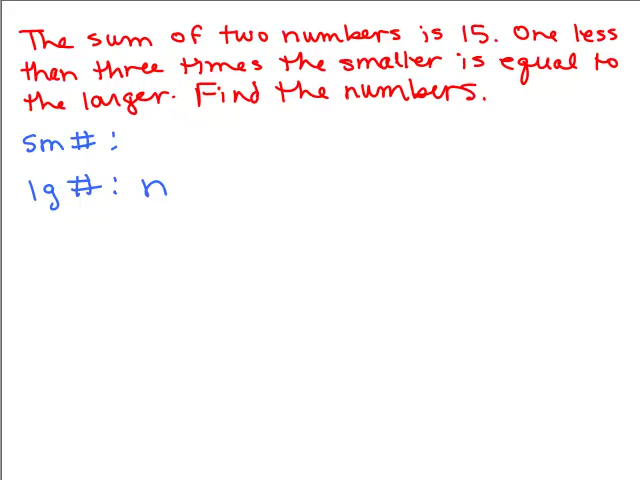 The sum of two numbers is 15. One less
than three times the smaller is equal to
the larger. Find the numbers.
sm #:
lg #: n